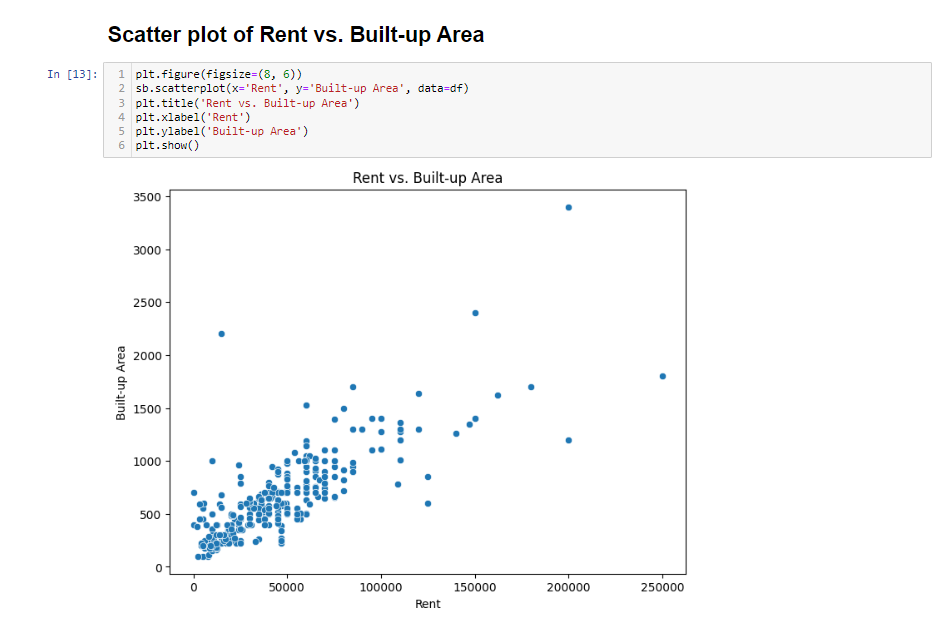 Scatter plot of Rent vs. Built-up Area
In [13]:
1 plt.figure(figsize=(8, 6))
2 sb.scatterplot(x='Rent', y='Built-up Area', data=df)
3 plt.title('Rent vs. Built-up Area')
4 plt.xlabel('Rent')
5 plt.ylabel('Built-up Area')
6 plt.show()
Rent vs. Built-up Area
3500
3000
2500
2000
1500
1000
500
0
Built-up Area
0 50000 100000 150000 200000 250000
Rent